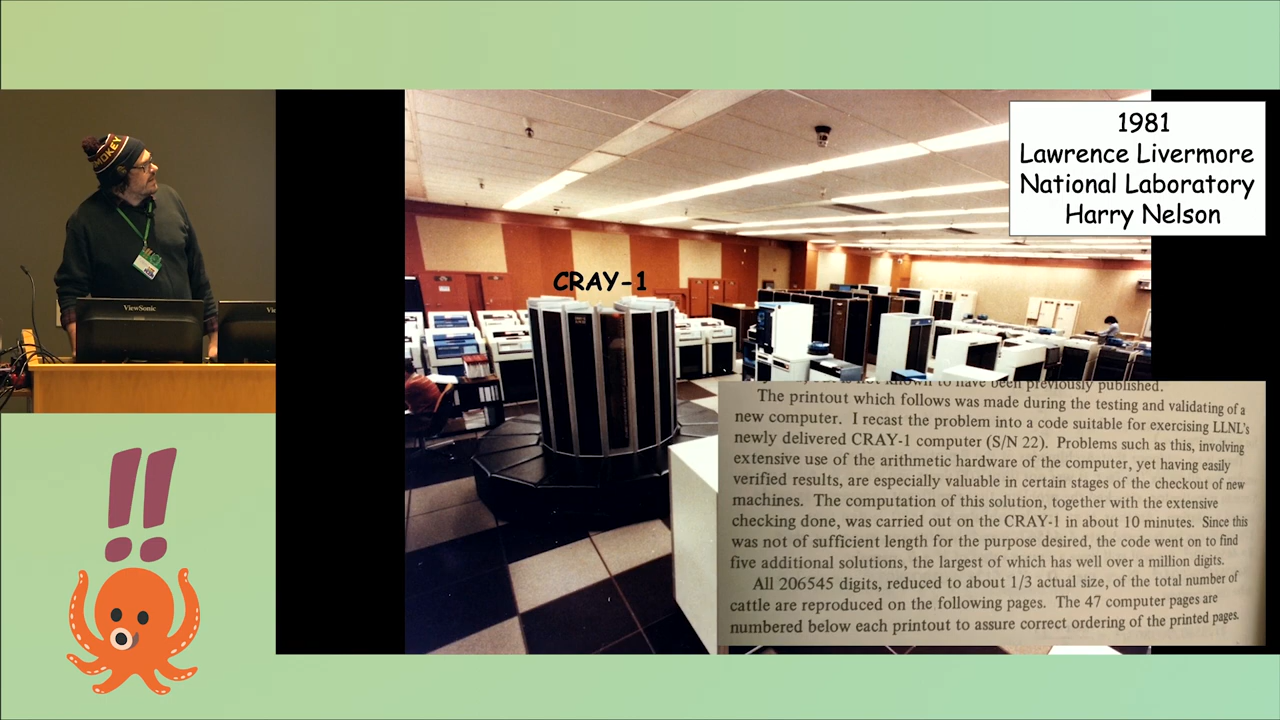 MOKEY
ViewSonic
!!
1981
Lawrence Livermore
National Laboratory
Harry Nelson
CRAY-1
is not known to have been previously published.
The printout which follows was made during the testing and validating of a
new computer. I recast the problem into a code suitable for exercising LLNL's
newly delivered CRAY-1 computer (S/N 22). Problems such as this, involving
extensive use of the arithmetic hardware of the computer, yet having easily
verified results, are especially valuable in certain stages of the checkout of new
machines. The computation of this solution, together with the extensive
checking done, was carried out on the CRAY-1 in about 10 minutes. Since this
was not of sufficient length for the purpose desired, the code went on to find
five additional solutions, the largest of which has well over a million digits.
All 206545 digits, reduced to about 1/3 actual size, of the total number of
cattle are reproduced on the following pages. The 47 computer pages are
numbered below each printout to assure correct ordering of the printed pages.